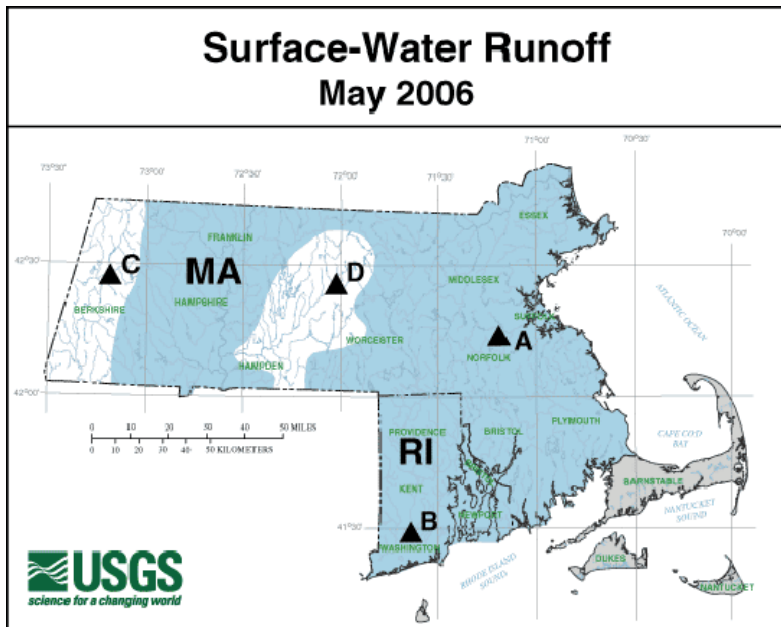 Surface-Water Runoff
May 2006
73°30'
73°00'
72°30'
72°00'
71°30'
71°00'
70°30'
70°00'
42°30'
42°00'
41°30'
ESSEX
FRANKLIN
C
MA
D
MIDDLESEX
HAMPSHIRE
BERKSHIRE
ATLANTIC OCEAN
A
WORCESTER
NORFOLK
HAMPDEN
0 10 20 30 40 50 MILES
0 10 20 30 40 50 KILOMETERS
PROVIDENCE
BRISTOL
PLYMOUTH
RI
CAPE COD
BAY
KENT
BARNSTABLE
NEWPORT
NANTUCKET
SOUND
B
WASHINGTON
DUKES
RHODE ISLAND
SOUND
NANTUCKET
USGS
science for a changing world